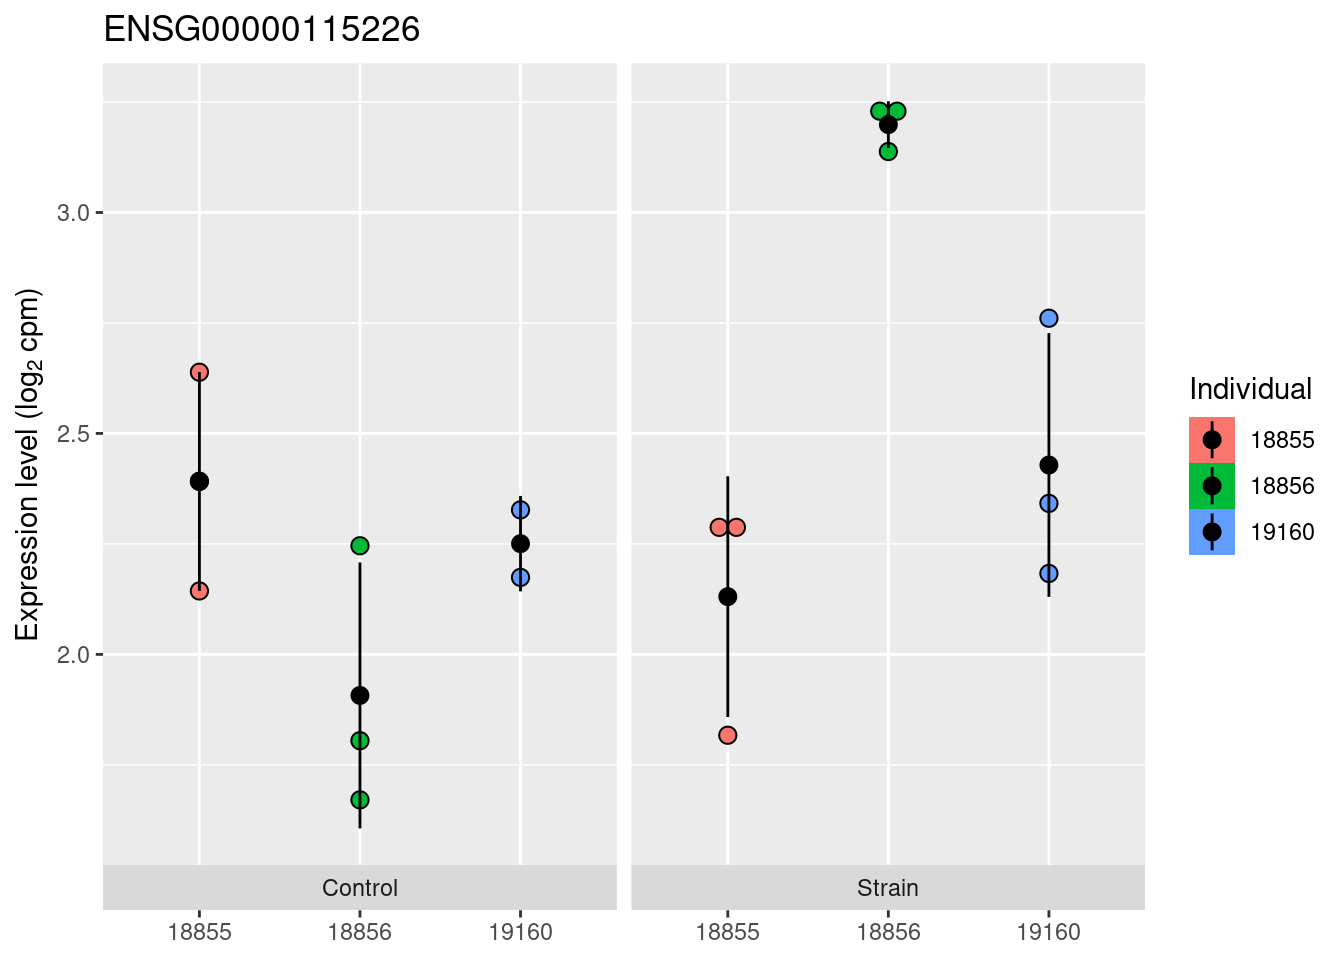 ENSG00000115226
Expression level (log₂ cpm)
3.0
2.5
2.0
Control
Strain
18855
18856
19160
18855
18856
19160
Individual
18855
18856
19160